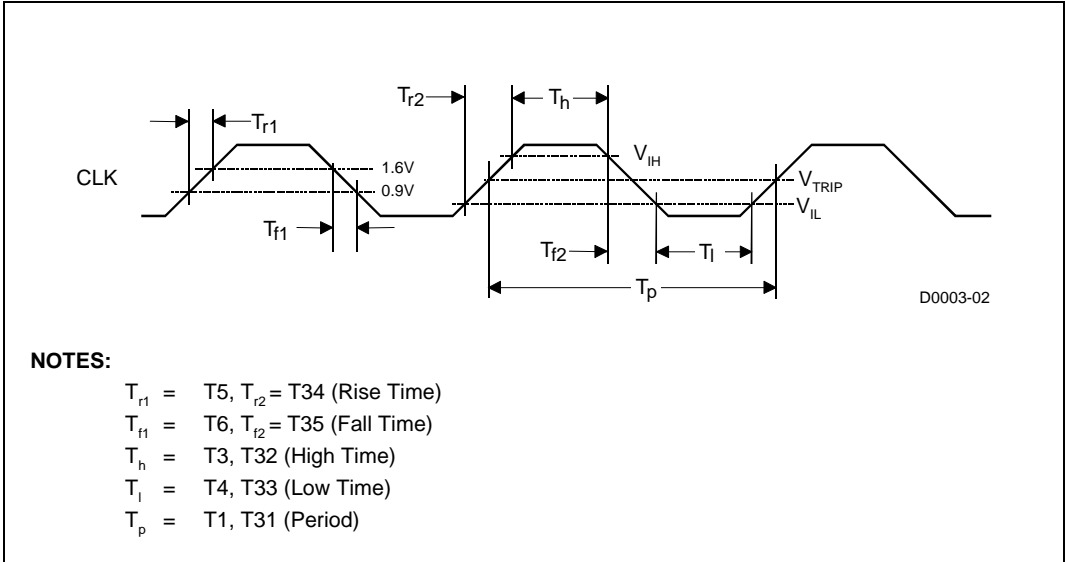 Tr2
Th
Tr1
VIH
1.6V
CLK
VTRIP
0.9V
VIL
Tf1
Tf2
Tl
Tp
D0003-02
NOTES:
Tr1 = T5, Tr2 = T34 (Rise Time)
Tf1 = T6, Tf2 = T35 (Fall Time)
Th = T3, T32 (High Time)
Tl = T4, T33 (Low Time)
Tp = T1, T31 (Period)